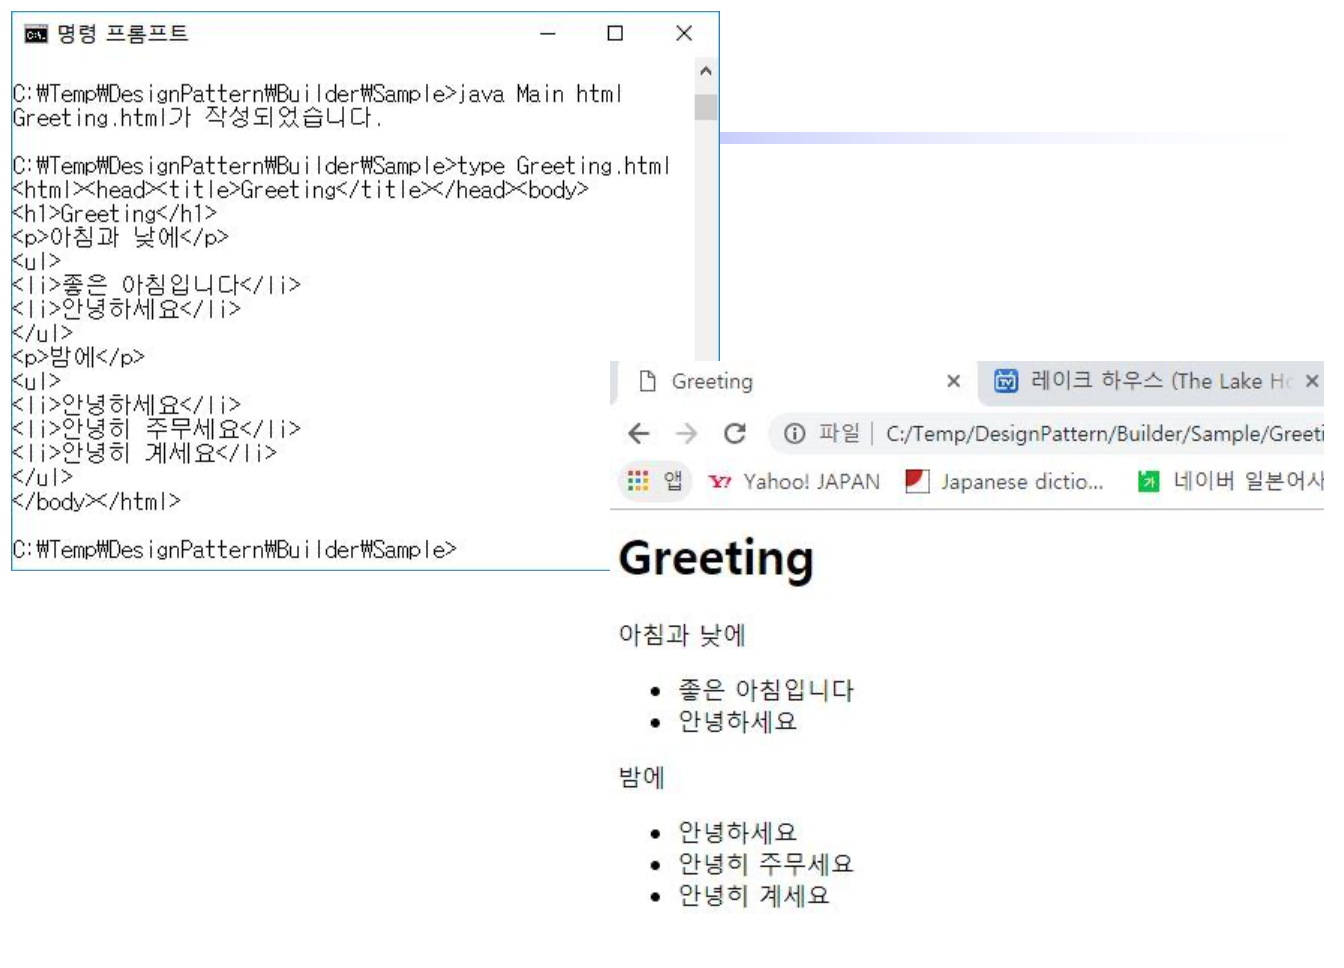 명령 프롬프트
C:₩Temp₩DesignPattern₩Builder₩Sample>java Main html
Greeting.html가 작성되었습니다.
C:₩Temp₩DesignPattern₩Builder₩Sample>type Greeting.html
<html><head><title>Greeting</title></head><body>
<h1>Greeting</h1>
<p>아침과 낮에</p>
<ul>
<li>좋은 아침입니다</li>
<li>안녕하세요</li>
</ul>
<p>밤에</p>
<ul>
<li>안녕하세요</li>
<li>안녕히 주무세요</li>
<li>안녕히 계세요</li>
</ul>
</body></html>
C:₩Temp₩DesignPattern₩Builder₩Sample>
Greeting
레이크 하우스 (The Lake
파일 | C:/Temp/DesignPattern/Builder/Sample/Greeti
앱 Yahoo! JAPAN Japanese dictio... 네이버 일본어사
Greeting
아침과 낮에
• 좋은 아침입니다
• 안녕하세요
밤에
• 안녕하세요
• 안녕히 주무세요
• 안녕히 계세요